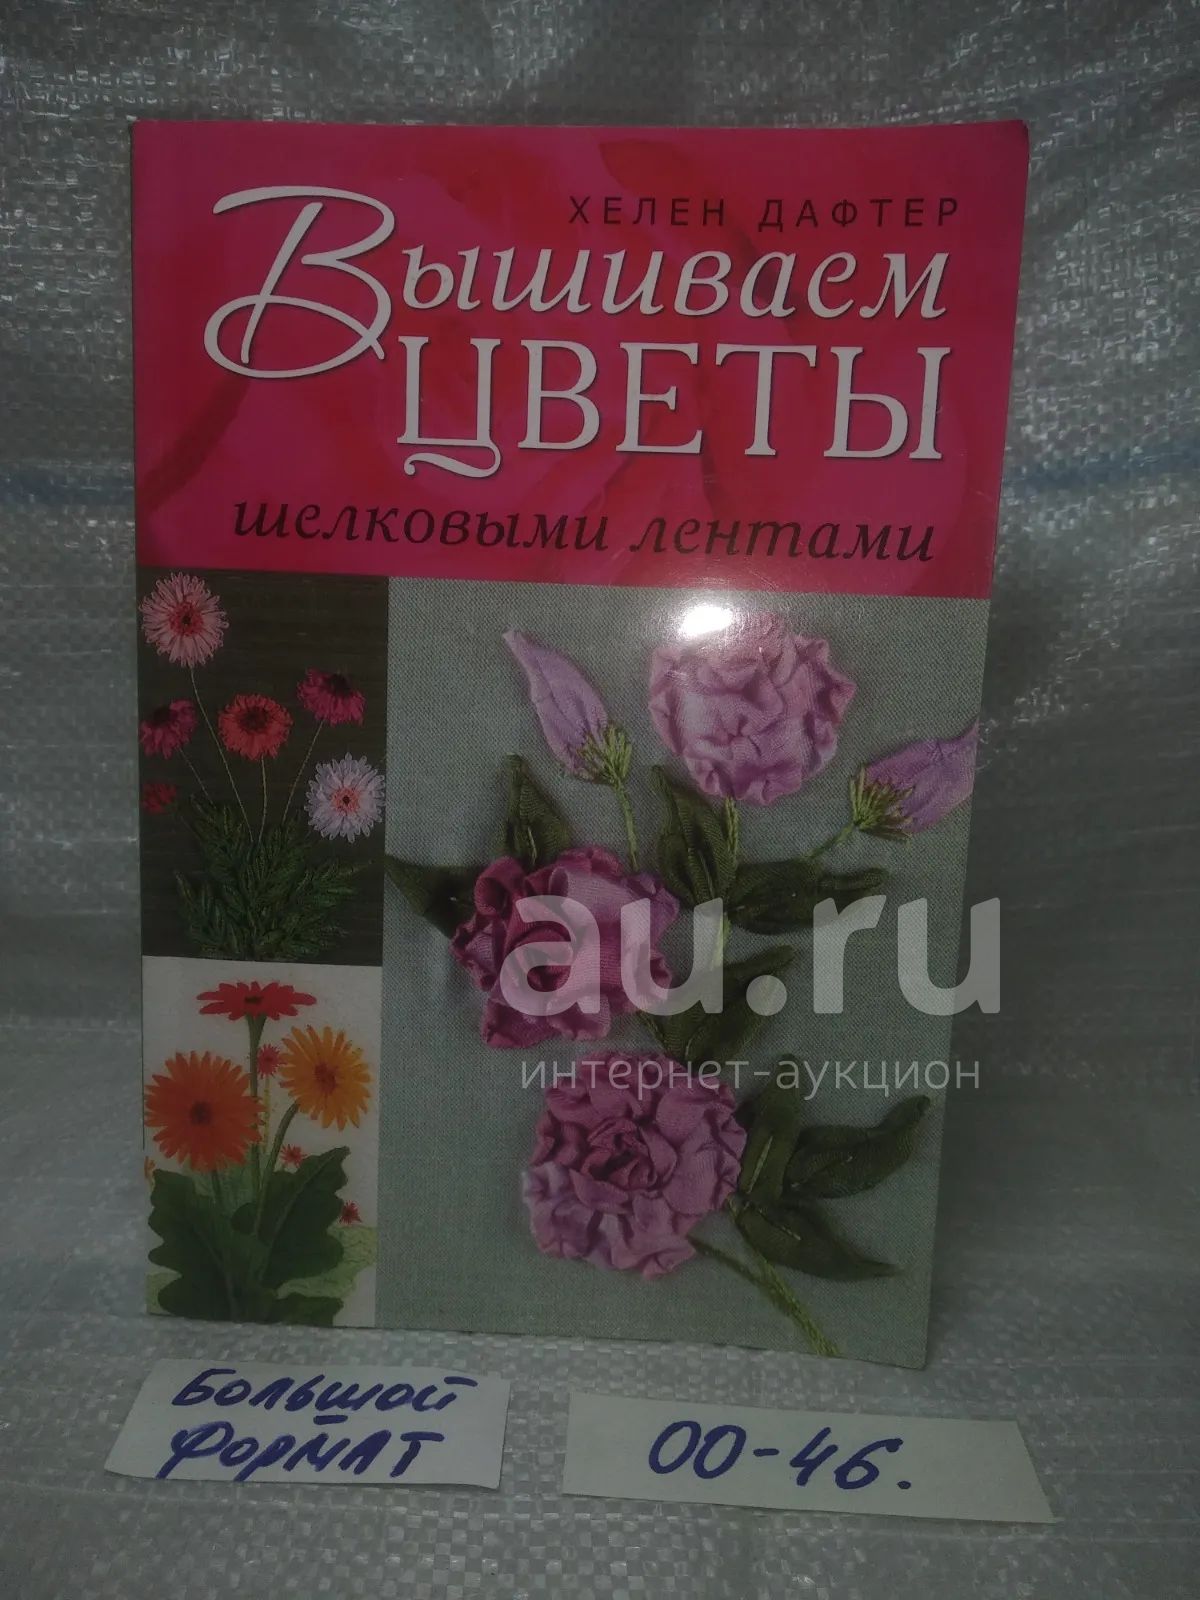 ХЕЛЕН ДАФТЕР
Вышиваем
ЦВЕТЫ
шелковыми лентами
au.ru
интернет-аукцион
БОЛЬШОЙ
ФОРМАТ
00-46.